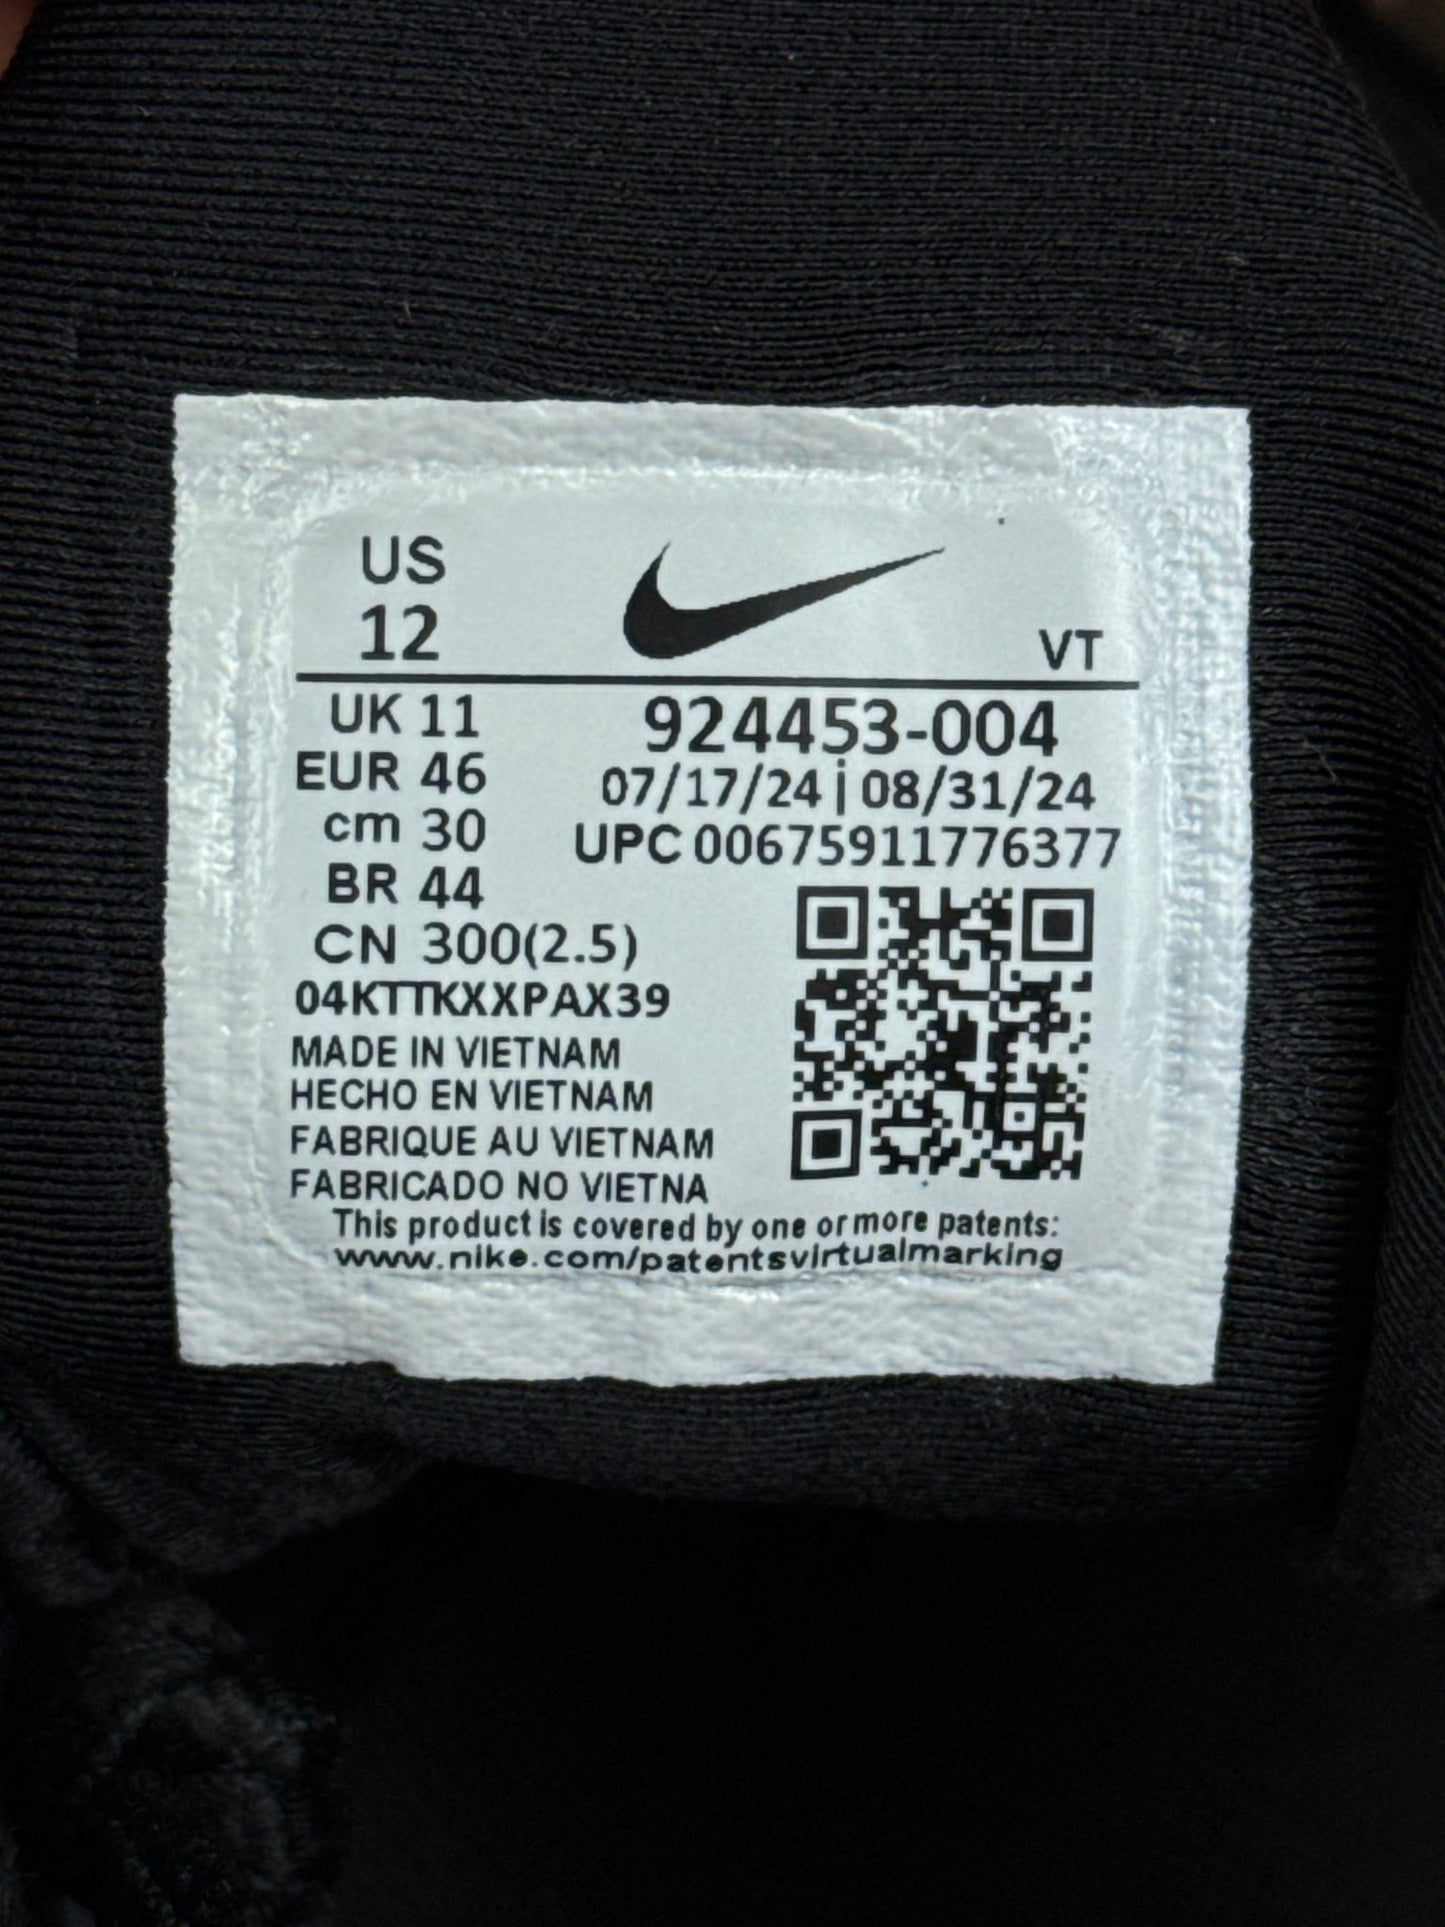 US
12
VT
UK 11
EUR 46
cm 30
BR 44
CN 300(2.5)
924453-004
07/17/24 | 08/31/24
UPC 00675911776377
04KTTKXXPAX39
MADE IN VIETNAM
HECHO EN VIETNAM
FABRIQUE AU VIETNAM
FABRICADO NO VIETNA
This product is covered by one or more patents:
www.nike.com/patentsvirtualmarking